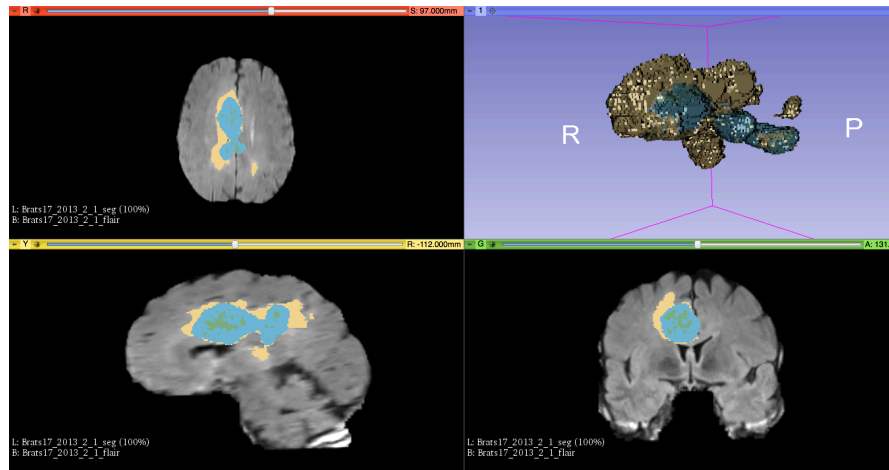 R S: 97.000mm
1
R
P
L: Brats17_2013_2_1_seg (100%)
B: Brats17_2013_2_1_flair
Y R: -112.000mm
G A: 131.
L: Brats17_2013_2_1_seg (100%)
B: Brats17_2013_2_1_flair
L: Brats17_2013_2_1_seg (100%)
B: Brats17_2013_2_1_flair